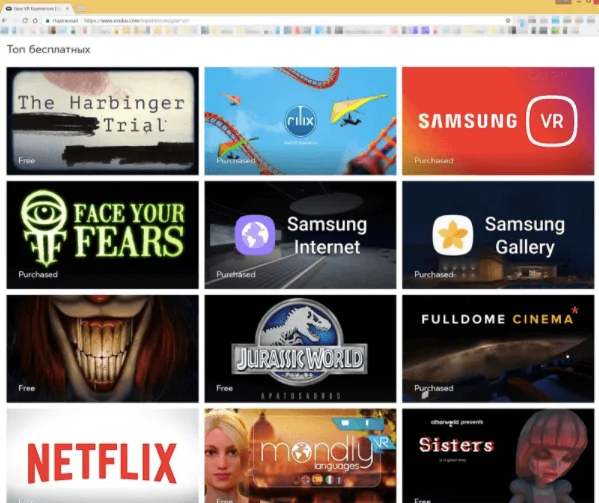 Gear VR Experiences | O
https://www.oculus.com/experiences/gear-vr/
Топ бесплатных
The Harbinger
Trial
Free
rilix
Purchased
SAMSUNG VR
Purchased
FACE YOUR
FEARS
Purchased
Samsung
Internet
Purchased
Samsung
Gallery
Purchased
Free
JURASSIC WORLD
APATOSAURUS
Free
FULLDOME CINEMA
Purchased
NETFLIX
Free
mondly
languages
VR
Free
otherworld presents
Sisters
Free